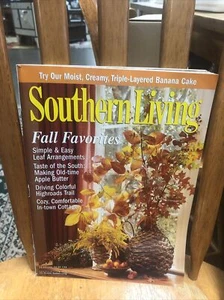 Try Our Moist, Creamy, Triple-Layered Banana Cake
Southern Living
Fall Favorites
Simple & Easy
Leaf Arrangements
Taste of the South:
Making Old-time
Apple Butter
Driving Colorful
Highroads Trail
Cozy, Comfortable
In-town Cottage